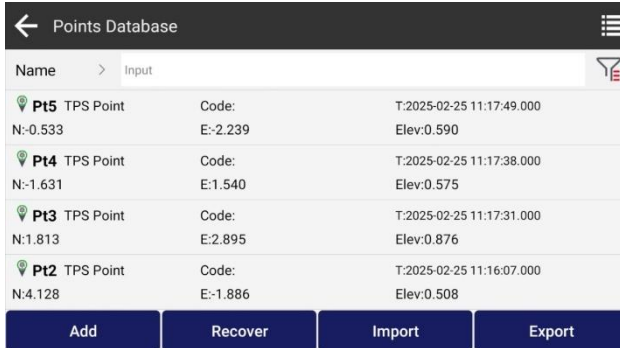 Points Database
Name > Input
Pt5 TPS Point Code: T:2025-02-25 11:17:49.000
N:-0.533 E:-2.239 Elev:0.590
Pt4 TPS Point Code: T:2025-02-25 11:17:38.000
N:-1.631 E:1.540 Elev:0.575
Pt3 TPS Point Code: T:2025-02-25 11:17:31.000
N:1.813 E:2.895 Elev:0.876
Pt2 TPS Point Code: T:2025-02-25 11:16:07.000
N:4.128 E:-1.886 Elev:0.508
Add Recover Import Export